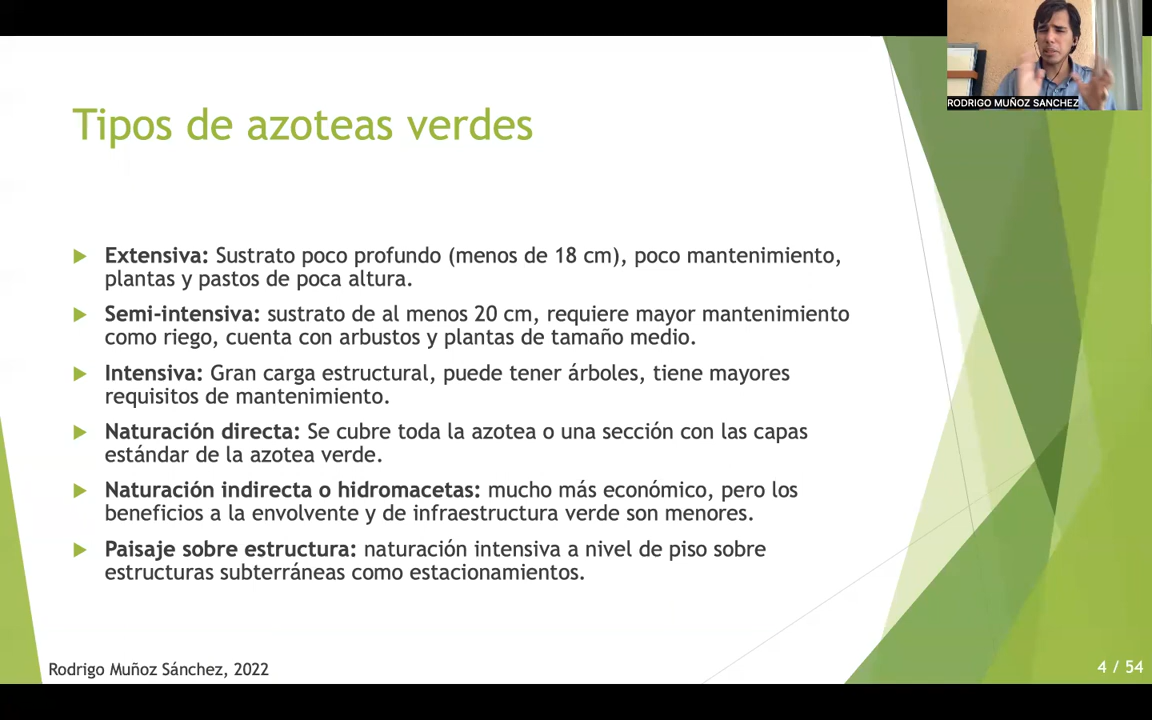 RODRIGO MUÑOZ SANCHEZ
Tipos de azoteas verdes
Extensiva: Sustrato poco profundo (menos de 18 cm), poco mantenimiento,
plantas y pastos de poca altura.
Semi-intensiva: sustrato de al menos 20 cm, requiere mayor mantenimiento
como riego, cuenta con arbustos y plantas de tamaño medio.
Intensiva: Gran carga estructural, puede tener árboles, tiene mayores
requisitos de mantenimiento.
Naturación directa: Se cubre toda la azotea o una sección con las capas
estándar de la azotea verde.
Naturación indirecta o hidromacetas: mucho más económico, pero los
beneficios a la envolvente y de infraestructura verde son menores.
Paisaje sobre estructura: naturación intensiva a nivel de piso sobre
estructuras subterráneas como estacionamientos.
Rodrigo Muñoz Sánchez, 2022
4 / 54